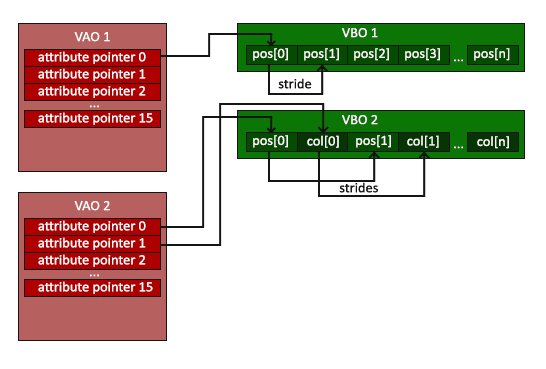 VAO 1
attribute pointer 0
attribute pointer 1
attribute pointer 2
...
attribute pointer 15
VBO 1
pos[0] pos[1] pos[2] pos[3] ... pos[n]
stride
VBO 2
pos[0] col[0] pos[1] col[1] ... col[n]
strides
VAO 2
attribute pointer 0
attribute pointer 1
attribute pointer 2
...
attribute pointer 15